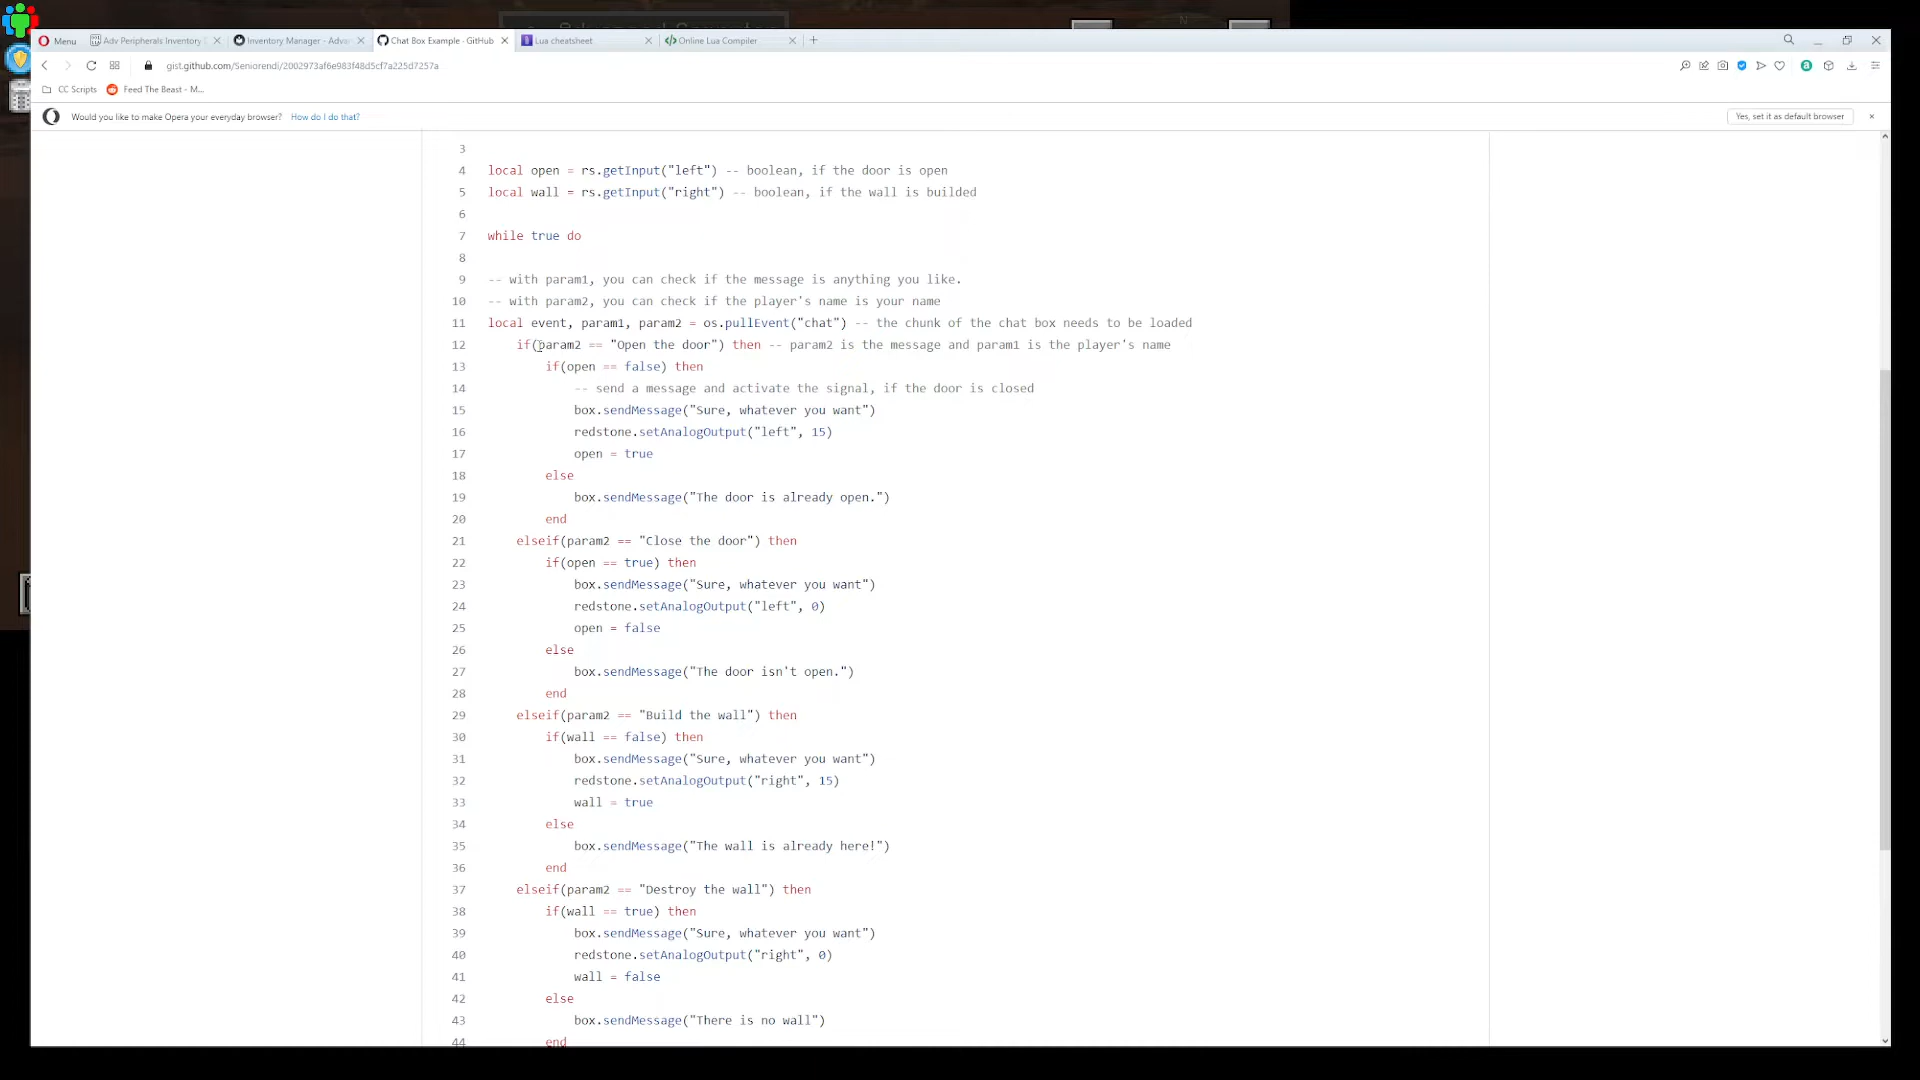 Menu
Adv Peripherals Inventory
Inventory Manager - Advan
Chat Box Example · GitHub
Lua cheatsheet
Online Lua Compiler
gist.github.com/Seniorendi/2002973af6e983f48d5cf7a225d7257a
CC Scripts
Feed The Beast - M...
Would you like to make Opera your everyday browser? How do I do that?
Yes, set it as default browser
3
4 local open = rs.getInput("left") -- boolean, if the door is open
5 local wall = rs.getInput("right") -- boolean, if the wall is builded
6
7 while true do
8
9 -- with param1, you can check if the message is anything you like.
10 -- with param2, you can check if the player's name is your name
11 local event, param1, param2 = os.pullEvent("chat") -- the chunk of the chat box needs to be loaded
12 if(param2 == "Open the door") then -- param2 is the message and param1 is the player's name
13 if(open == false) then
14 -- send a message and activate the signal, if the door is closed
15 box.sendMessage("Sure, whatever you want")
16 redstone.setAnalogOutput("left", 15)
17 open = true
18 else
19 box.sendMessage("The door is already open.")
20 end
21 elseif(param2 == "Close the door") then
22 if(open == true) then
23 box.sendMessage("Sure, whatever you want")
24 redstone.setAnalogOutput("left", 0)
25 open = false
26 else
27 box.sendMessage("The door isn't open.")
28 end
29 elseif(param2 == "Build the wall") then
30 if(wall == false) then
31 box.sendMessage("Sure, whatever you want")
32 redstone.setAnalogOutput("right", 15)
33 wall = true
34 else
35 box.sendMessage("The wall is already here!")
36 end
37 elseif(param2 == "Destroy the wall") then
38 if(wall == true) then
39 box.sendMessage("Sure, whatever you want")
40 redstone.setAnalogOutput("right", 0)
41 wall = false
42 else
43 box.sendMessage("There is no wall")
44 end